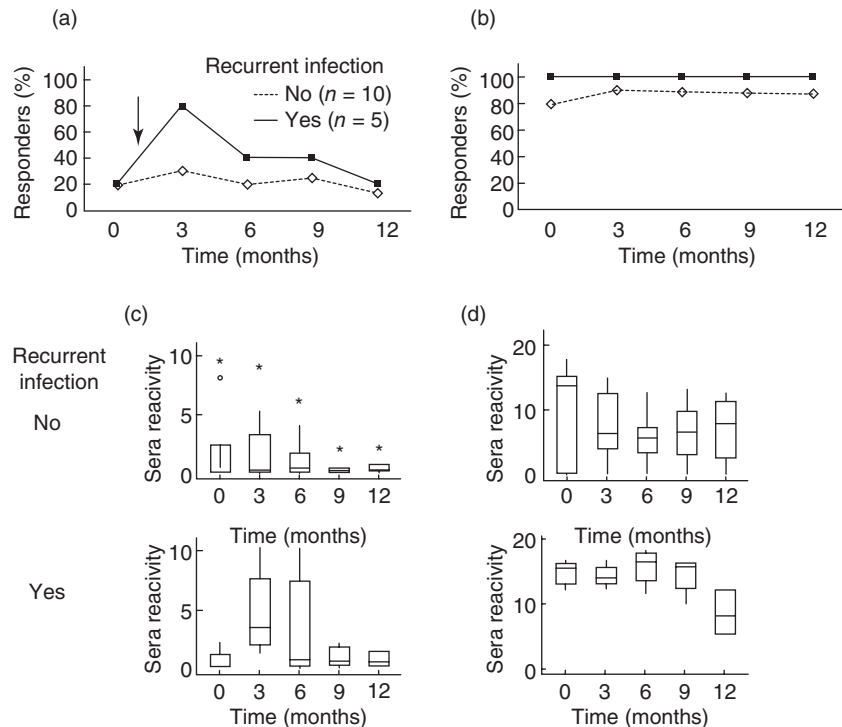 (a)
Responders (%)
100
80
60
40
20
0
Recurrent infection
No (n = 10)
Yes (n = 5)
0 3 6 9 12
Time (months)
(b)
Responders (%)
100
80
60
40
20
0
0 3 6 9 12
Time (months)
Recurrent
infection
No
(c)
Sera reacivity
10
5
0
* * * * *
0 3 6 9 12
Time (months)
(d)
Sera reacivity
20
10
0
0 3 6 9 12
Time (months)
Yes
Sera reactivity
10
5
0
0 3 6 9 12
Time (months)
Sera reactivity
20
10
0
0 3 6 9 12
Time (months)